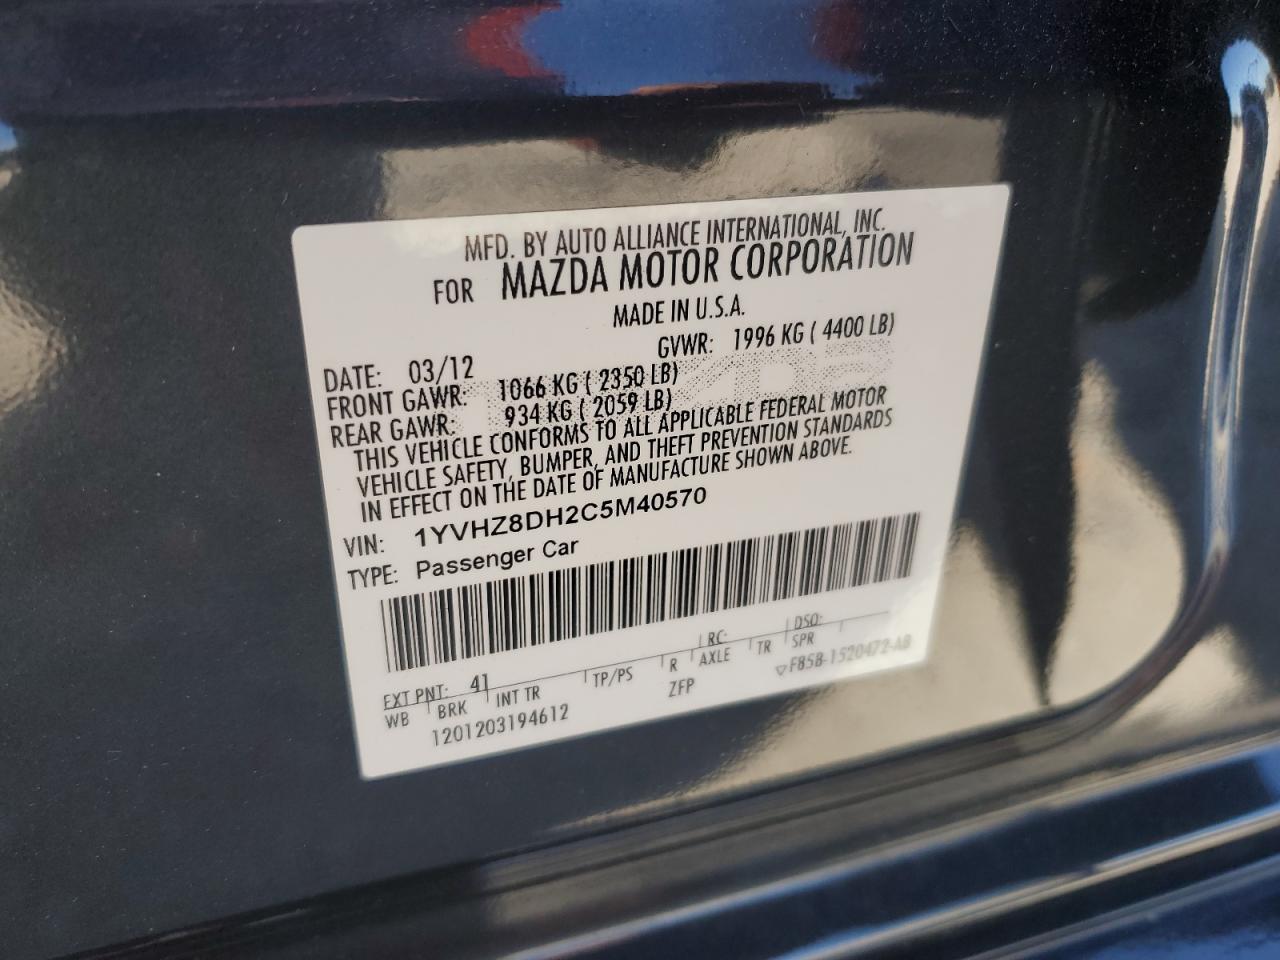 MFD. BY AUTO ALLIANCE INTERNATIONAL, INC.
FOR MAZDA MOTOR CORPORATION
MADE IN U.S.A.
DATE: 03/12 GVWR: 1996 KG ( 4400 LB)
FRONT GAWR: 1066 KG ( 2350 LB)
REAR GAWR: 934 KG ( 2059 LB)
THIS VEHICLE CONFORMS TO ALL APPLICABLE FEDERAL MOTOR
VEHICLE SAFETY, BUMPER, AND THEFT PREVENTION STANDARDS
IN EFFECT ON THE DATE OF MANUFACTURE SHOWN ABOVE.
VIN: 1YVHZ8DH2C5M40570
TYPE: Passenger Car
EXT PNT: 41 RC: DSO:
WB BRK INT TR TP/PS R AXLE TR SPR
1201203194612 ZFP ▽F85B-1520472-AB